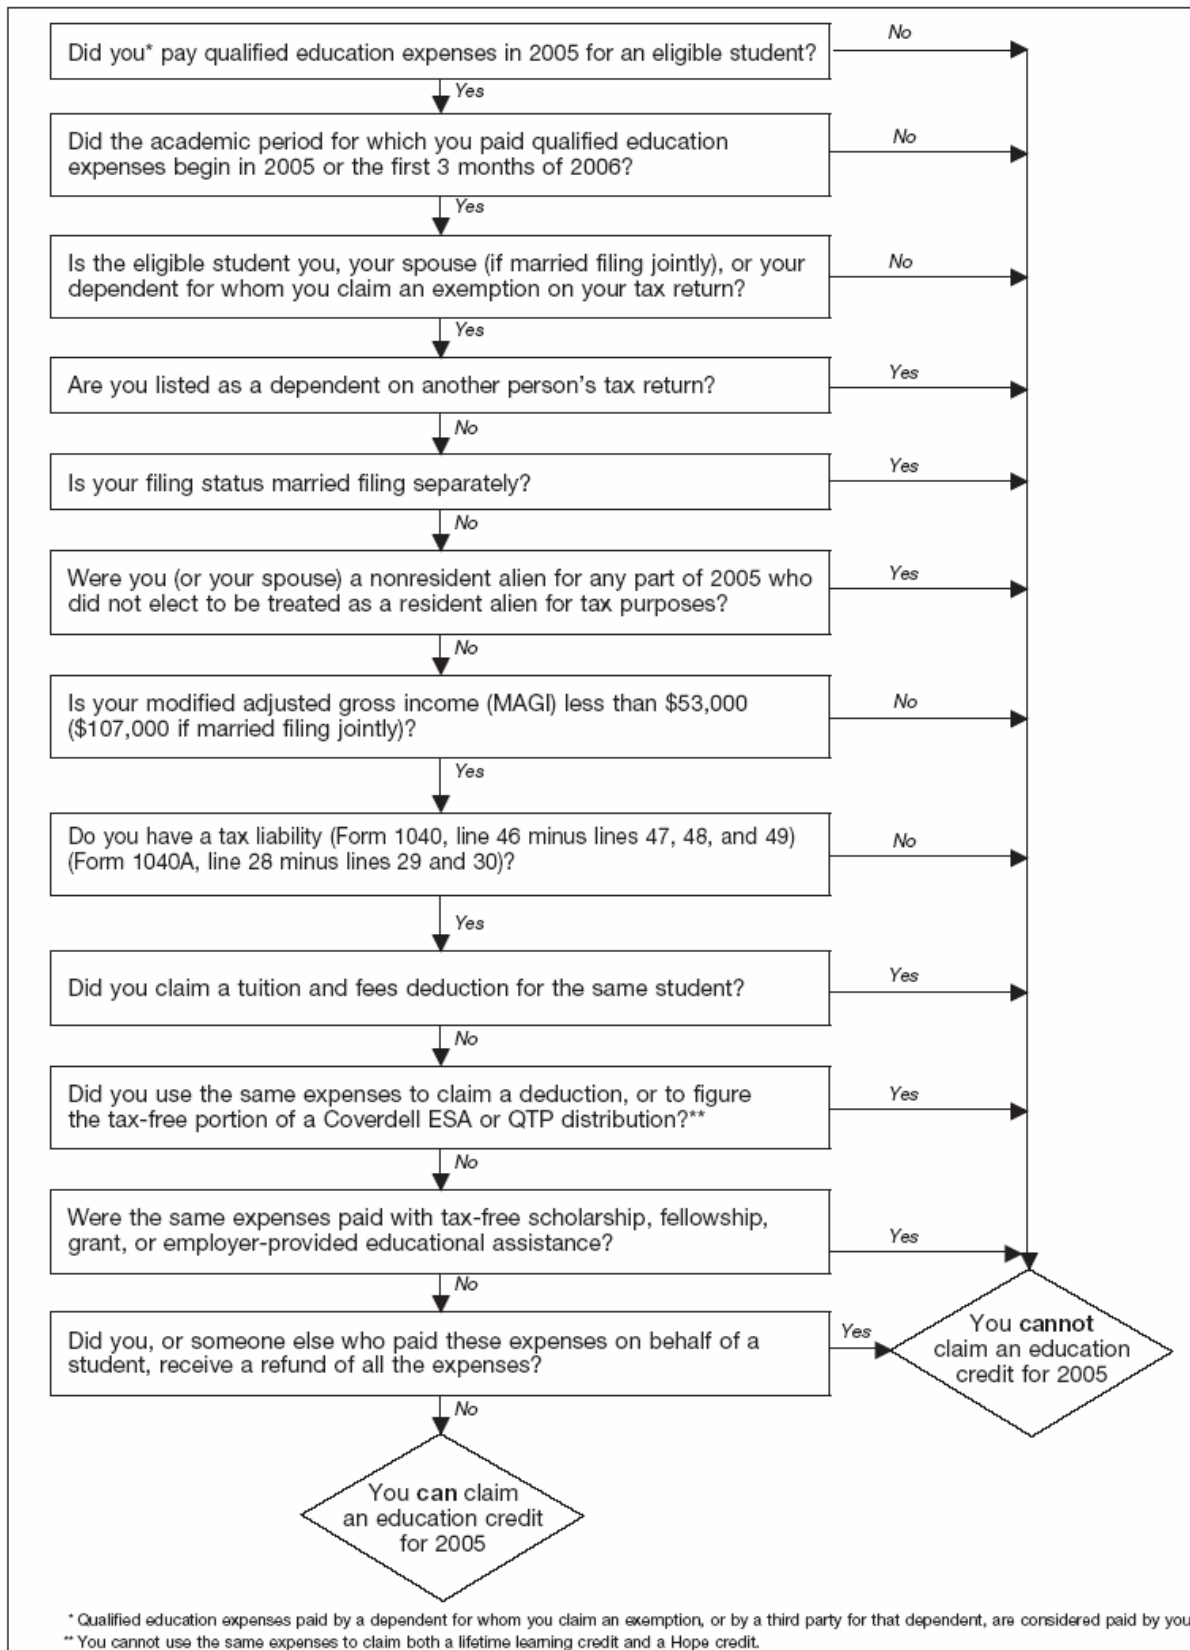 Did you* pay qualified education expenses in 2005 for an eligible student?
No
Yes
Did the academic period for which you paid qualified education
expenses begin in 2005 or the first 3 months of 2006?
No
Yes
Is the eligible student you, your spouse (if married filing jointly), or your
dependent for whom you claim an exemption on your tax return?
No
Yes
Are you listed as a dependent on another person's tax return?
Yes
No
Is your filing status married filing separately?
Yes
No
Were you (or your spouse) a nonresident alien for any part of 2005 who
did not elect to be treated as a resident alien for tax purposes?
Yes
No
Is your modified adjusted gross income (MAGI) less than $53,000
($107,000 if married filing jointly)?
No
Yes
Do you have a tax liability (Form 1040, line 46 minus lines 47, 48, and 49)
(Form 1040A, line 28 minus lines 29 and 30)?
No
Yes
Did you claim a tuition and fees deduction for the same student?
Yes
No
Did you use the same expenses to claim a deduction, or to figure
the tax-free portion of a Coverdell ESA or QTP distribution?**
Yes
No
Were the same expenses paid with tax-free scholarship, fellowship,
grant, or employer-provided educational assistance?
Yes
No
Did you, or someone else who paid these expenses on behalf of a
student, receive a refund of all the expenses?
Yes
You cannot
claim an education
credit for 2005
No
You can claim
an education credit
for 2005
* Qualified education expenses paid by a dependent for whom you claim an exemption, or by a third party for that dependent, are considered paid by you
** You cannot use the same expenses to claim both a lifetime learning credit and a Hope credit.